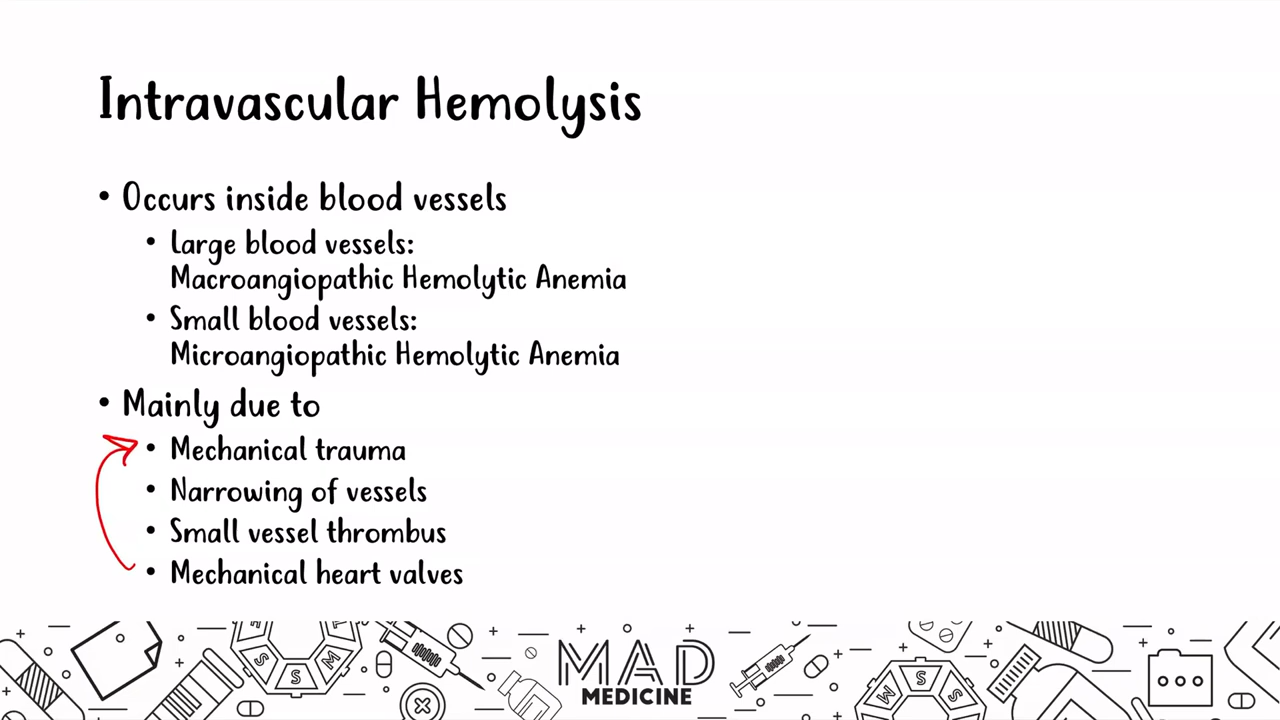 Intravascular Hemolysis
• Occurs inside blood vessels
• Large blood vessels:
Macroangiopathic Hemolytic Anemia
• Small blood vessels:
Microangiopathic Hemolytic Anemia
• Mainly due to
• Mechanical trauma
• Narrowing of vessels
• Small vessel thrombus
• Mechanical heart valves
MAD
MEDICINE
S S M
M S S